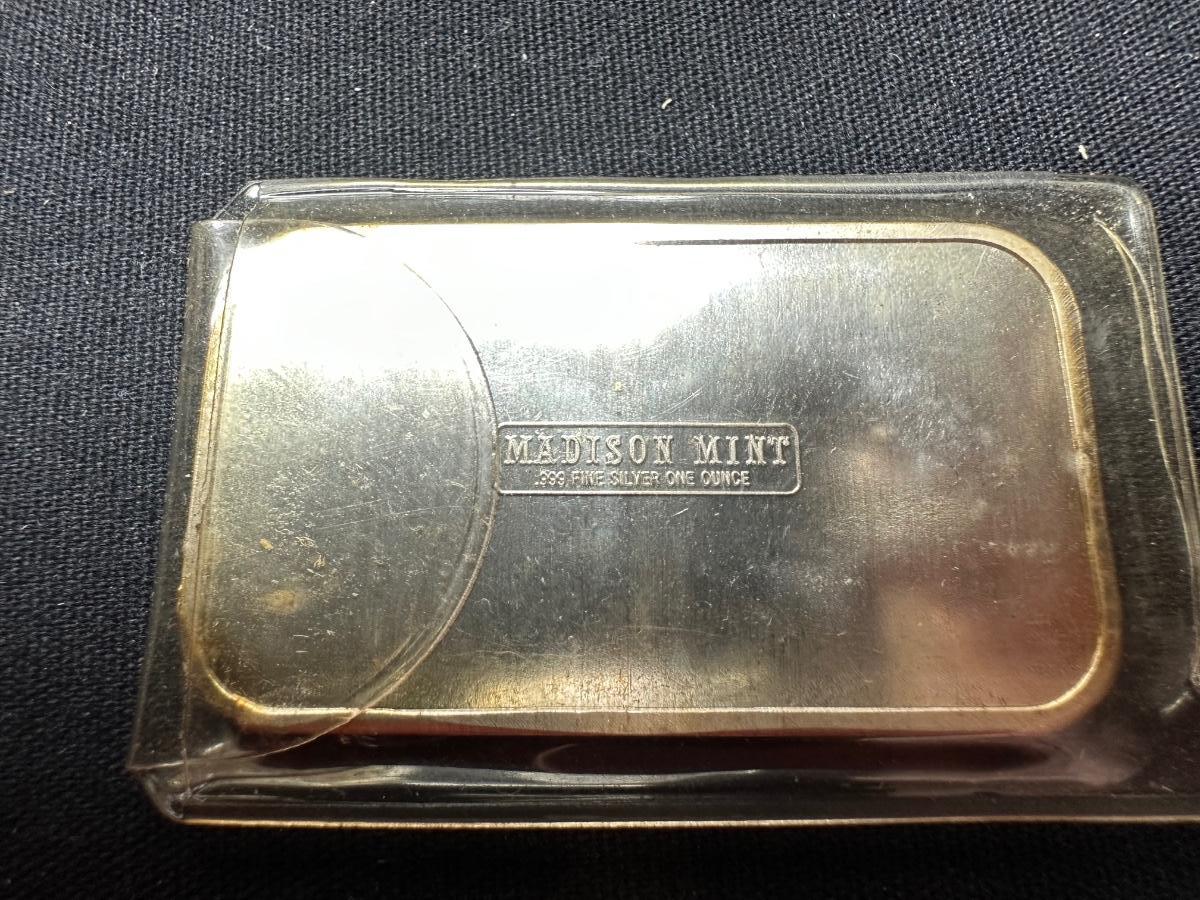 MADISON MINT
.999 FINE SILVER ONE OUNCE